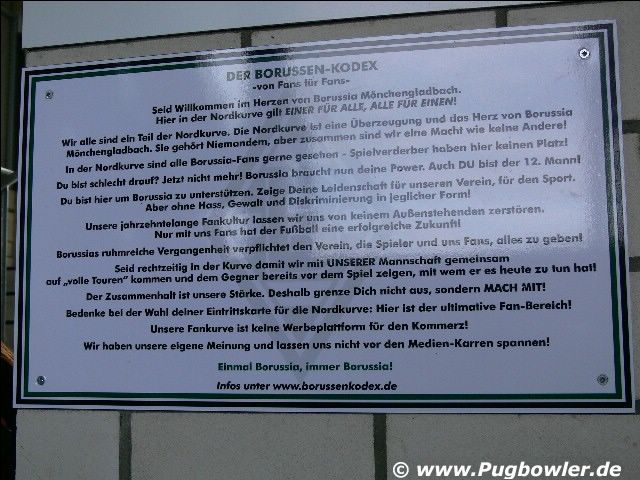 DER BORUSSEN-KODEX
-von Fans für Fans-
Seid Willkommen im Herzen von Borussia Mönchengladbach.
Hier in der Nordkurve gilt EINER FÜR ALLE, ALLE FÜR EINEN!
Wir alle sind ein Teil der Nordkurve. Die Nordkurve ist eine Überzeugung und das Herz von Borussia
Mönchengladbach. Sie gehört Niemandem, aber zusammen sind wir eine Macht wie keine Andere!
In der Nordkurve sind alle Borussia-Fans gerne gesehen - Spielverderber haben hier keinen Platz!
Du bist schlecht drauf? Jetzt nicht mehr! Borussia braucht nun deine Power. Auch DU bist der 12. Mann!
Du bist hier um Borussia zu unterstützen. Zeige Deine Leidenschaft für unseren Verein, für den Sport.
Aber ohne Hass, Gewalt und Diskriminierung in jeglicher Form!
Unsere jahrzehntelange Fankultur lassen wir uns von keinem Außenstehenden zerstören.
Nur mit uns Fans hat der Fußball eine erfolgreiche Zukunft!
Borussias ruhmreiche Vergangenheit verpflichtet den Verein, die Spieler und uns Fans, alles zu geben!
Seid rechtzeitig in der Kurve damit wir mit UNSERER Mannschaft gemeinsam
auf „volle Touren" kommen und dem Gegner bereits vor dem Spiel zeigen, mit wem er es heute zu tun hat!
Der Zusammenhalt ist unsere Stärke. Deshalb grenze Dich nicht aus, sondern MACH MIT!
Bedenke bei der Wahl deiner Eintrittskarte für die Nordkurve: Hier ist der ultimative Fan-Bereich!
Unsere Fankurve ist keine Werbeplattform für den Kommerz!
Wir haben unsere eigene Meinung und lassen uns nicht vor den Medien-Karren spannen!
Einmal Borussia, immer Borussia!
Infos unter www.borussenkodex.de
© www.Pugbowler.de